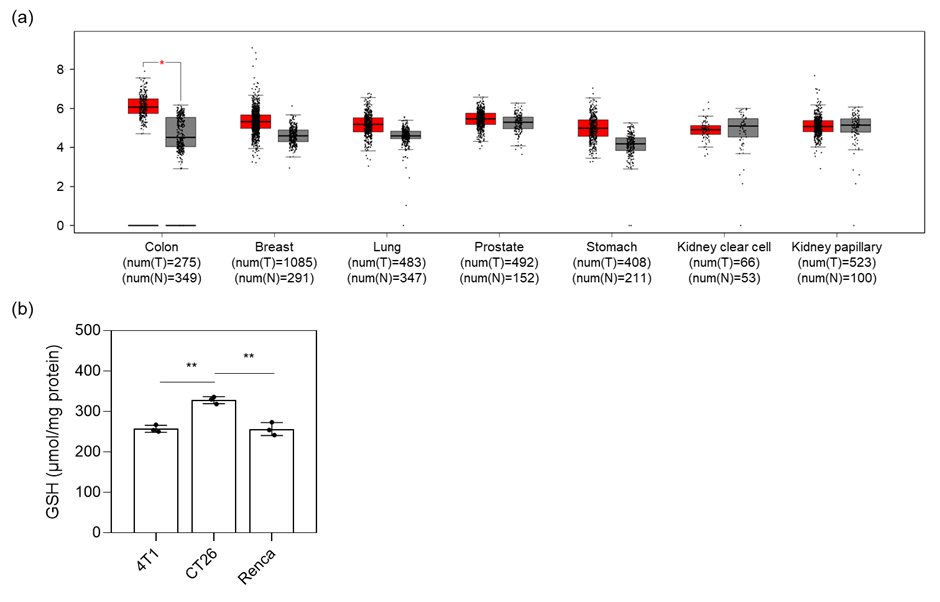 (a)
*
8
6
4
2
0
Colon Breast Lung Prostate Stomach Kidney clear cell Kidney papillary
(num(T)=275) (num(T)=1085) (num(T)=483) (num(T)=492) (num(T)=408) (num(T)=66) (num(T)=523)
(num(N)=349) (num(N)=291) (num(N)=347) (num(N)=152) (num(N)=211) (num(N)=53) (num(N)=100)
(b)
GSH (μmol/mg protein)
500
400
300
200
100
0
** **
4T1 CT26 Renca